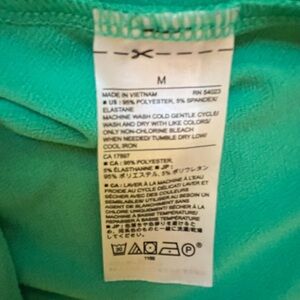 M
MADE IN VIETNAM RN 54023
■ US : 95% POLYESTER, 5% SPANDEX/
ELASTANE
MACHINE WASH COLD GENTLE CYCLE/
WASH AND DRY WITH LIKE COLORS/
ONLY NON-CHLORINE BLEACH
WHEN NEEDED/ TUMBLE DRY LOW/
COOL IRON
CA 17897
■ CA : 95% POLYESTER,
5% ÉLASTHANNE ■ JP :
95% ポリエステル, 5% ポリウレタン
■ CA : LAVER À LA MACHINE À L'EAU
FROIDE AU CYCLE DÉLICAT/ LAVER ET
SÉCHER AVEC DES COULEURS
SEMBLABLES/ UTILISER AU BESOIN UN
AGENT DE BLANCHIMENT SANS
CHLORE UNIQUEMENT/ SÉCHER À LA
MACHINE À BASSE TEMPÉRATURE/
REPASSER À BASSE TEMPÉRATURE
P